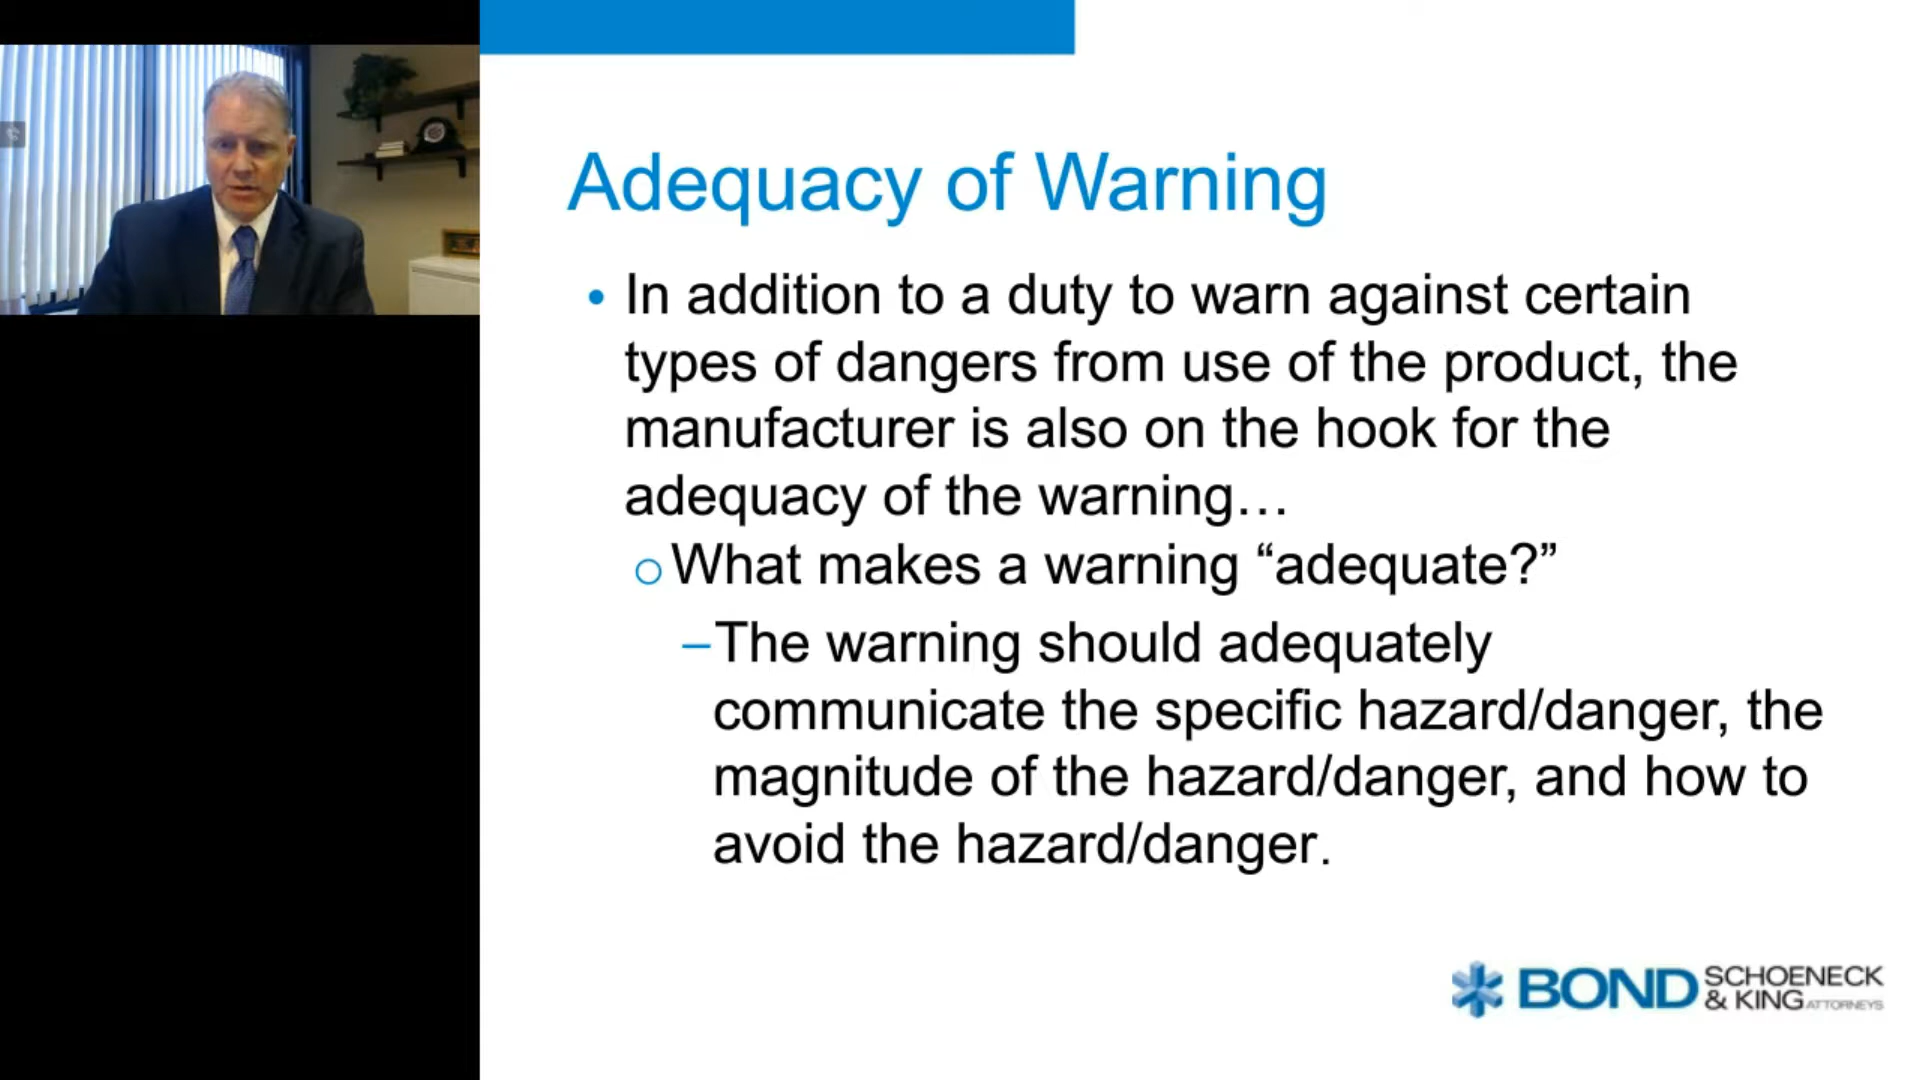 Adequacy of Warning
• In addition to a duty to warn against certain
types of dangers from use of the product, the
manufacturer is also on the hook for the
adequacy of the warning…
○ What makes a warning “adequate?”
–The warning should adequately
communicate the specific hazard/danger, the
magnitude of the hazard/danger, and how to
avoid the hazard/danger.
BOND SCHOENECK
& KING ATTORNEYS